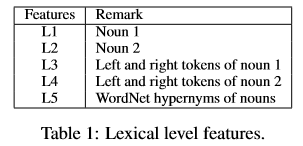 Features Remark
L1 Noun 1
L2 Noun 2
L3 Left and right tokens of noun 1
L4 Left and right tokens of noun 2
L5 WordNet hypernyms of nouns
Table 1: Lexical level features.